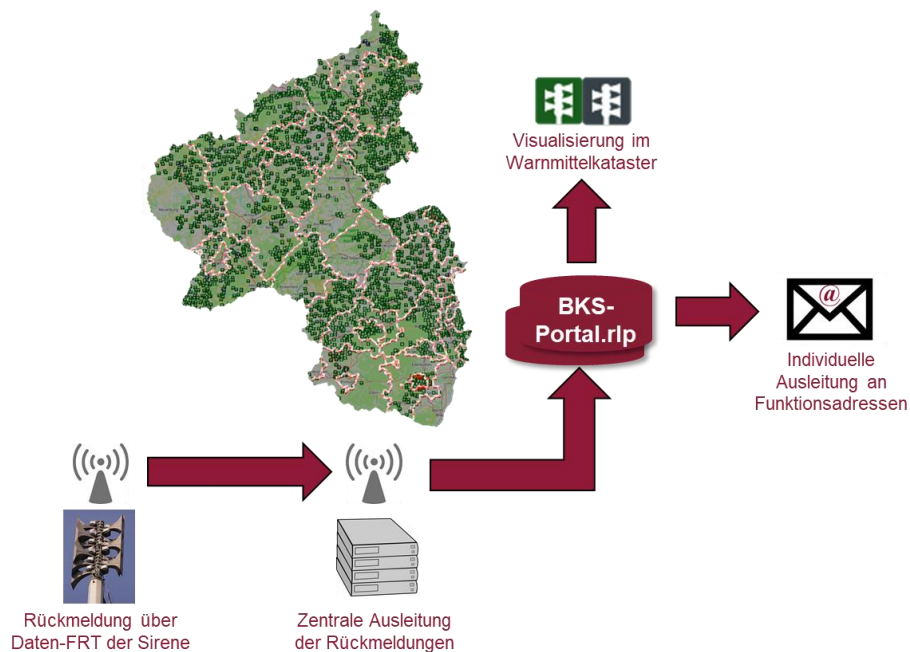 Visualisierung im
Warnmittelkataster
BKS-
Portal.rlp
@
Individuelle
Ausleitung an
Funktionsadressen
Rückmeldung über
Daten-FRT der Sirene
Zentrale Ausleitung
der Rückmeldungen